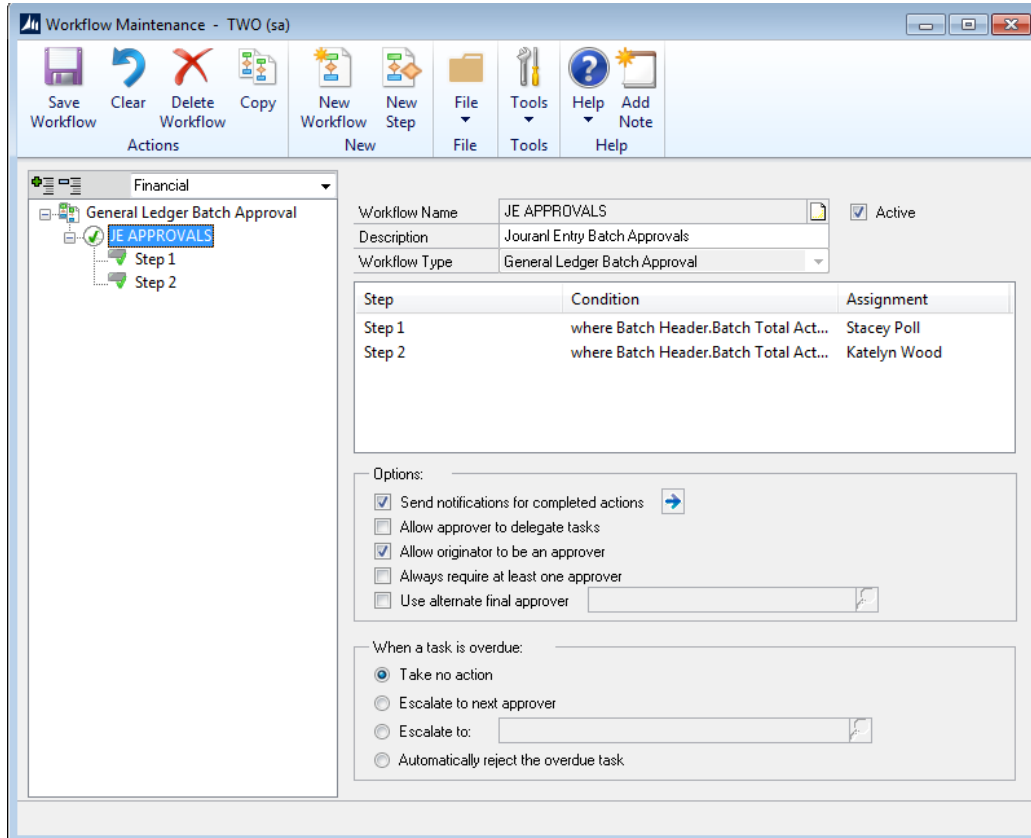 Workflow Maintenance - TWO (sa)
Save Workflow
Clear
Delete Workflow
Copy
New Workflow
New Step
File
Tools
Help
Add Note
Actions
New
File
Tools
Help
Financial
General Ledger Batch Approval
JE APPROVALS
Step 1
Step 2
Workflow Name JE APPROVALS Active
Description Jouranl Entry Batch Approvals
Workflow Type General Ledger Batch Approval
Step Condition Assignment
Step 1 where Batch Header.Batch Total Act... Stacey Poll
Step 2 where Batch Header.Batch Total Act... Katelyn Wood
Options:
Send notifications for completed actions
Allow approver to delegate tasks
Allow originator to be an approver
Always require at least one approver
Use alternate final approver
When a task is overdue:
Take no action
Escalate to next approver
Escalate to:
Automatically reject the overdue task